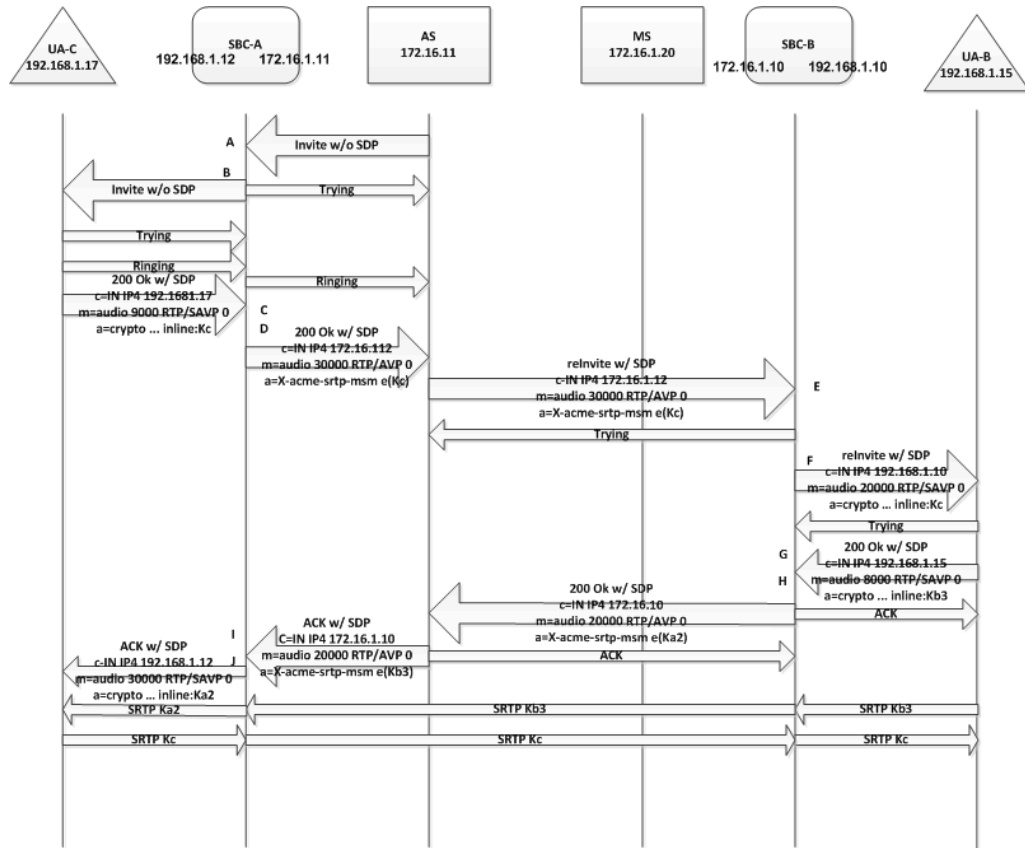 UA-C
192.168.1.17
SBC-A
192.168.1.12 172.16.1.11
AS
172.16.11
MS
172.16.1.20
SBC-B
172.16.1.10 192.168.1.10
UA-B
192.168.1.15
A
Invite w/o SDP
B
Invite w/o SDP
Trying
Trying
Ringing
Ringing
200 Ok w/ SDP
c=IN IP4 192.1681.17
m=audio 9000 RTP/SAVP 0
a=crypto ... inline:Kc
C
D
200 Ok w/ SDP
c=IN IP4 172.16.112
m=audio 30000 RTP/AVP 0
a=X-acme-srtp-msm e(Kc)
reInvite w/ SDP
c-IN IP4 172.16.1.12
m=audio 30000 RTP/AVP 0
a=X-acme-srtp-msm e(Kc)
E
Trying
F
reInvite w/ SDP
c=IN IP4 192.168.1.10
m=audio 20000 RTP/SAVP 0
a=crypto ... inline:Kc
Trying
G
H
200 Ok w/ SDP
c=IN IP4 192.168.1.15
m=audio 8000 RTP/SAVP 0
a=crypto ... inline:Kb3
200 Ok w/ SDP
c=IN IP4 172.16.10
m=audio 20000 RTP/AVP 0
a=X-acme-srtp-msm e(Ka2)
ACK
I
J
ACK w/ SDP
C=IN IP4 172.16.1.10
m=audio 20000 RTP/AVP 0
a=X-acme-srtp-msm e(Kb3)
ACK
ACK w/ SDP
c-IN IP4 192.168.1.12
m=audio 30000 RTP/SAVP 0
a=crypto ... inline:Ka2
SRTP Ka2
SRTP Kb3
SRTP Kb3
SRTP Kc
SRTP Kc
SRTP Kc